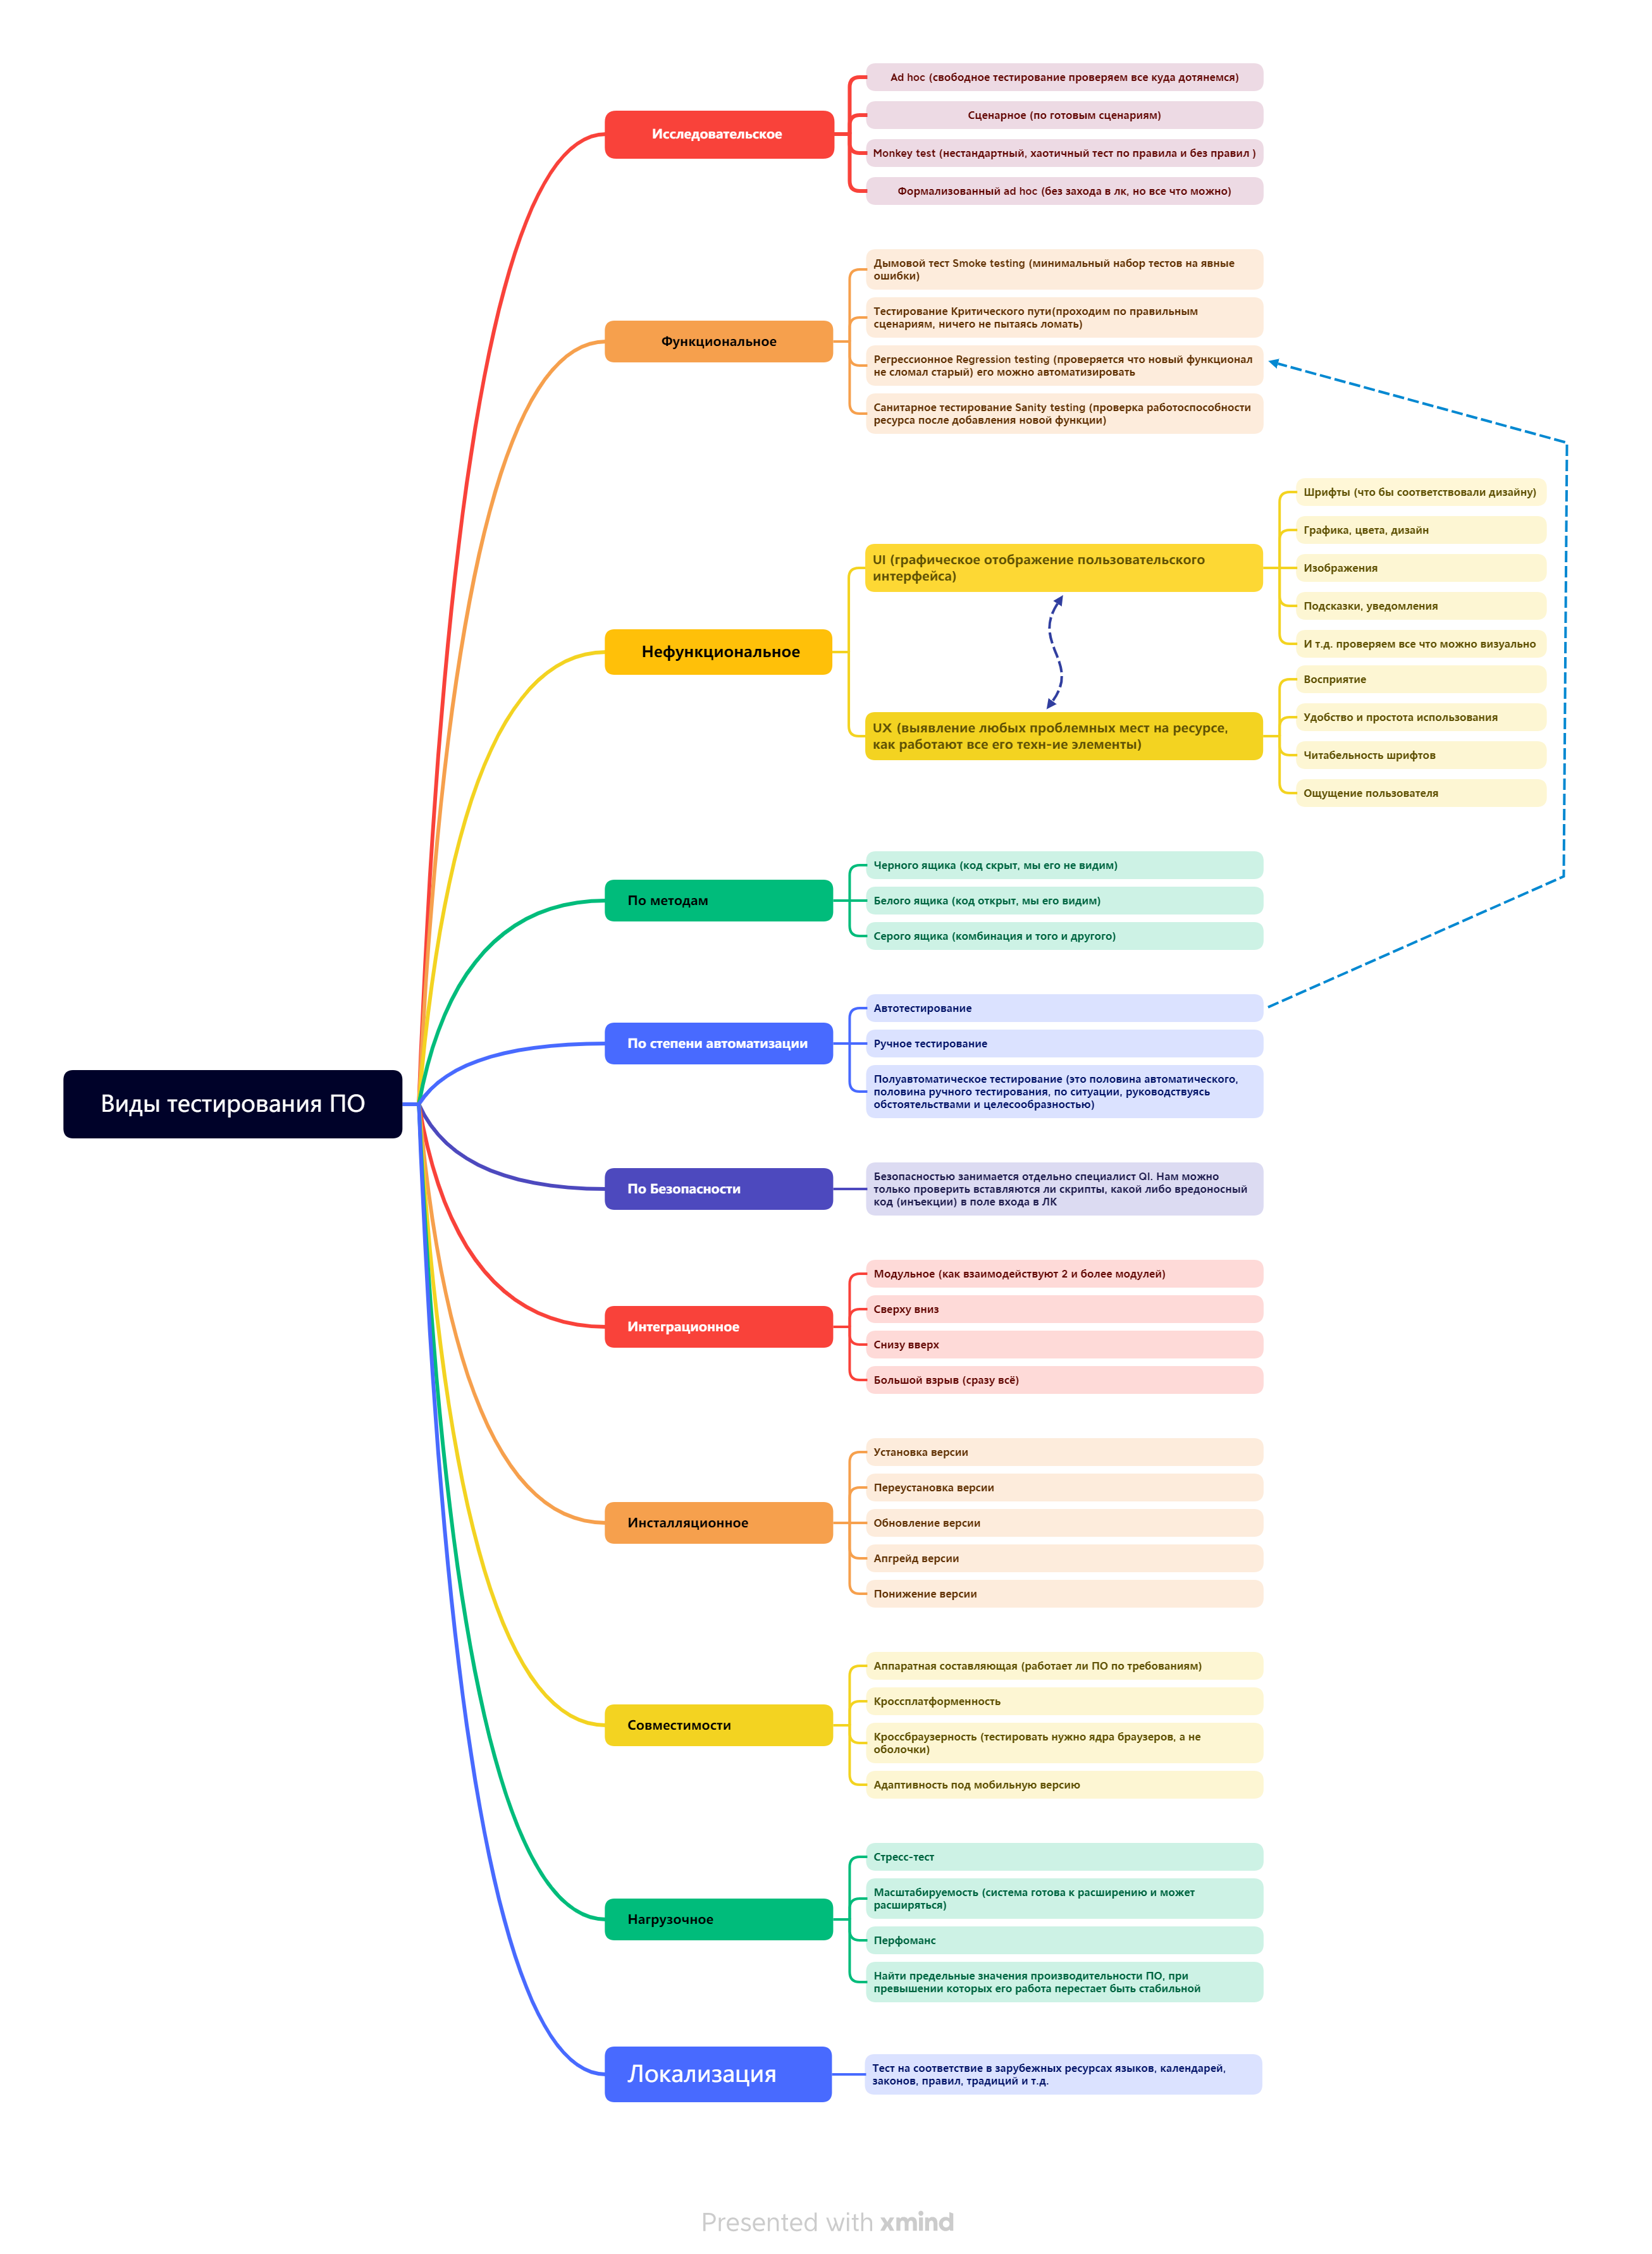 Ad hoc (свободное тестирование проверяем все куда дотянемся)
Сценарное (по готовым сценариям)
Исследовательское
Monkey test (нестандартный, хаотичный тест по правила и без правил )
Формализованный ad hoc (без захода в лк, но все что можно)
Дымовой тест Smoke testing (минимальный набор тестов на явные
ошибки)
Тестирование Критического пути(проходим по правильным
сценариям, ничего не пытаясь ломать)
Функциональное
Регрессионное Regression testing (проверяется что новый функционал
не сломал старый) его можно автоматизировать
Санитарное тестирование Sanity testing (проверка работоспособности
ресурса после добавления новой функции)
Нефункциональное
UI (графическое отображение пользовательского
интерфейса)
Шрифты (что бы соответствовали дизайну)
Графика, цвета, дизайн
Изображения
Подсказки, уведомления
И т.д. проверяем все что можно визуально
UX (выявление любых проблемных мест на ресурсе,
как работают все его техн-ие элементы)
Восприятие
Удобство и простота использования
Читабельность шрифтов
Ощущение пользователя
По методам
Черного ящика (код скрыт, мы его не видим)
Белого ящика (код открыт, мы его видим)
Серого ящика (комбинация и того и другого)
По степени автоматизации
Автотестирование
Ручное тестирование
Полуавтоматическое тестирование (это половина автоматического,
половина ручного тестирования, по ситуации, руководствуясь
обстоятельствами и целесообразностью)
Виды тестирования ПО
По Безопасности
Безопасностью занимается отдельно специалист QI. Нам можно
только проверить вставляются ли скрипты, какой либо вредоносный
код (инъекции) в поле входа в ЛК
Интеграционное
Модульное (как взаимодействуют 2 и более модулей)
Сверху вниз
Снизу вверх
Большой взрыв (сразу всё)
Инсталляционное
Установка версии
Переустановка версии
Обновление версии
Апгрейд версии
Понижение версии
Совместимости
Аппаратная составляющая (работает ли ПО по требованиям)
Кроссплатформенность
Кроссбраузерность (тестировать нужно ядра браузеров, а не
оболочки)
Адаптивность под мобильную версию
Нагрузочное
Стресс-тест
Масштабируемость (система готова к расширению и может
расширяться)
Перфоманс
Найти предельные значения производительности ПО, при
превышении которых его работа перестает быть стабильной
Локализация
Тест на соответствие в зарубежных ресурсах языков, календарей,
законов, правил, традиций и т.д.
Presented with xmind